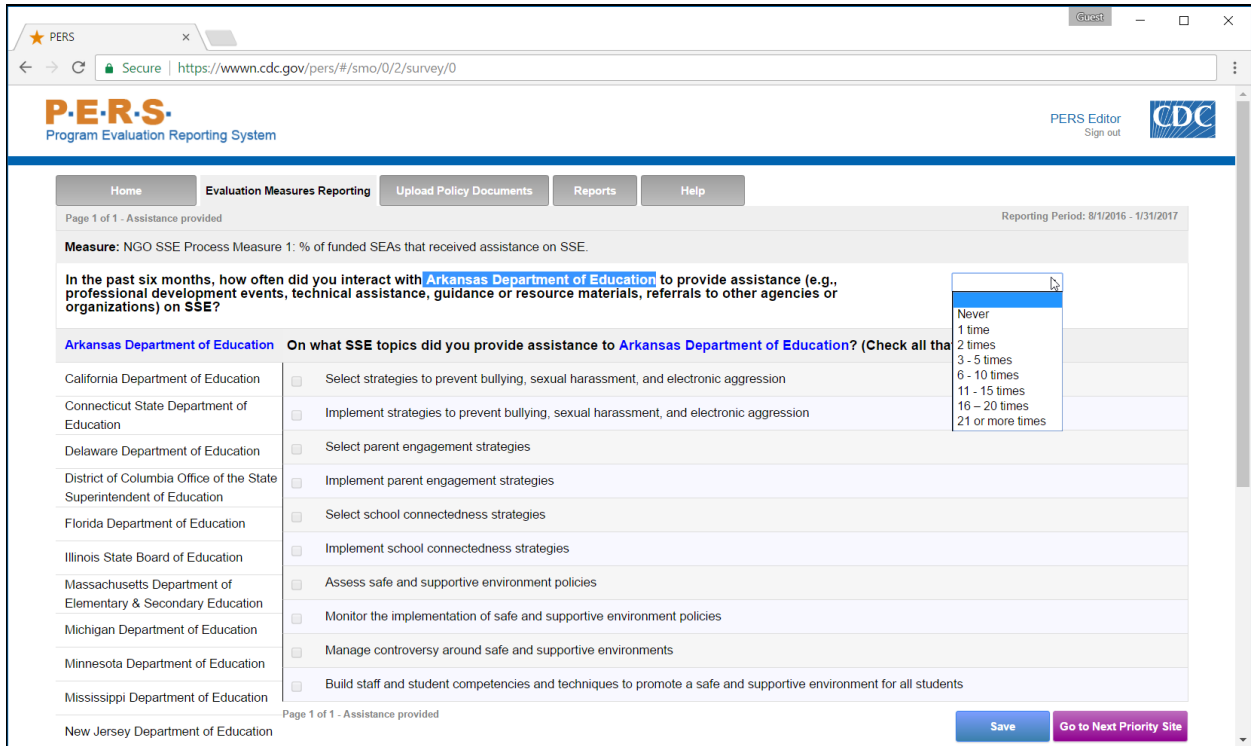 Guest
PERS
Secure | https://wwwn.cdc.gov/pers/#/smo/0/2/survey/0
P·E·R·S·
Program Evaluation Reporting System
PERS Editor
Sign out
CDC
Home
Evaluation Measures Reporting
Upload Policy Documents
Reports
Help
Page 1 of 1 - Assistance provided
Reporting Period: 8/1/2016 - 1/31/2017
Measure: NGO SSE Process Measure 1: % of funded SEAs that received assistance on SSE.
In the past six months, how often did you interact with Arkansas Department of Education to provide assistance (e.g.,
professional development events, technical assistance, guidance or resource materials, referrals to other agencies or
organizations) on SSE?
Never
1 time
2 times
3 - 5 times
6 - 10 times
11 - 15 times
16 – 20 times
21 or more times
Arkansas Department of Education
On what SSE topics did you provide assistance to Arkansas Department of Education? (Check all tha
California Department of Education
Connecticut State Department of
Education
Delaware Department of Education
District of Columbia Office of the State
Superintendent of Education
Florida Department of Education
Illinois State Board of Education
Massachusetts Department of
Elementary & Secondary Education
Michigan Department of Education
Minnesota Department of Education
Mississippi Department of Education
New Jersey Department of Education
Select strategies to prevent bullying, sexual harassment, and electronic aggression
Implement strategies to prevent bullying, sexual harassment, and electronic aggression
Select parent engagement strategies
Implement parent engagement strategies
Select school connectedness strategies
Implement school connectedness strategies
Assess safe and supportive environment policies
Monitor the implementation of safe and supportive environment policies
Manage controversy around safe and supportive environments
Build staff and student competencies and techniques to promote a safe and supportive environment for all students
Page 1 of 1 - Assistance provided
Save
Go to Next Priority Site